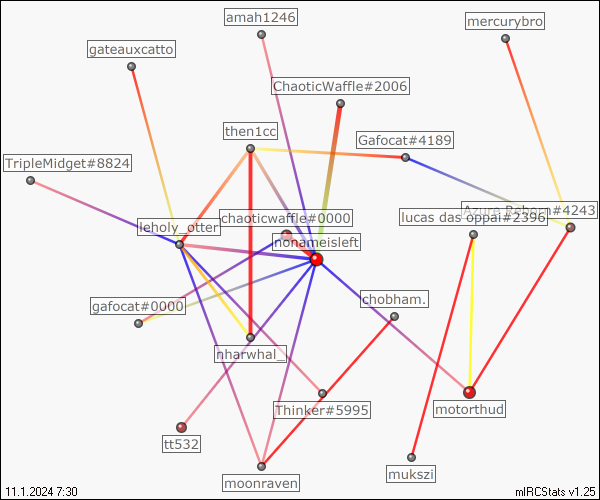 amah1246
mercurybro
gateauxcatto
ChaoticWaffle#2006
then1cc
Gafocat#4189
TripleMidget#8824
Azure Reborn#4243
lucas das oppai#2396
chaoticwaffle#0000
leholy_otter
nonameisleft
gafocat#0000
chobham.
nharwhal_
Thinker#5995
motorthud
tt532
mukszi
moonraven
11.1.2024 7:30
mIRCStats v1.25